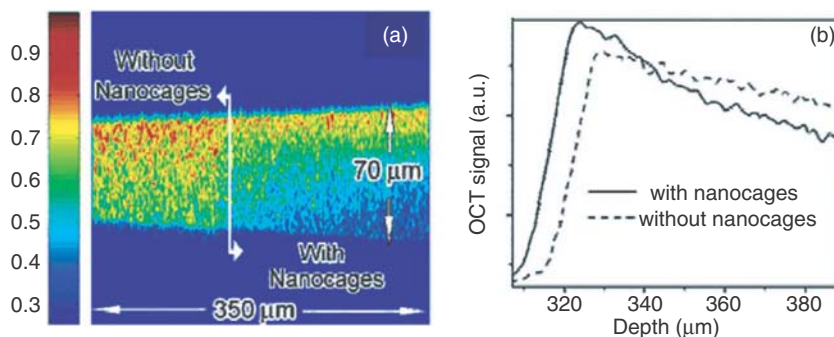 0.9
0.8
0.7
0.6
0.5
0.4
0.3
(a)
Without
Nanocages
70 μm
With
Nanocages
350 μm
(b)
OCT signal (a.u.)
with nanocages
without nanocages
320 340 360 380
Depth (μm)